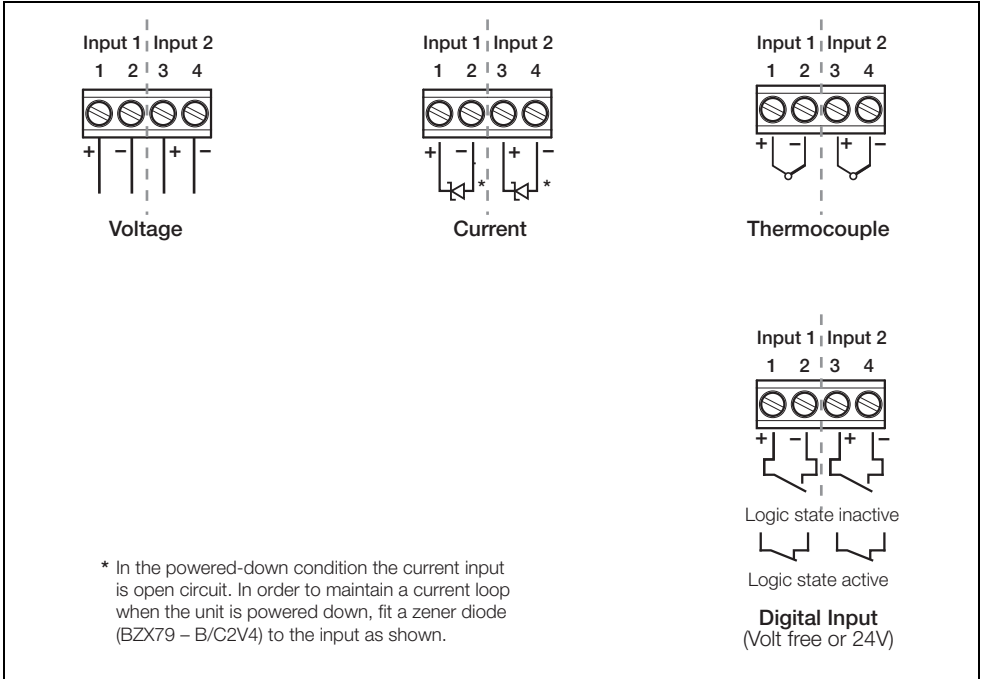 Input 1 Input 2
1 2 3 4
+ − + −
Voltage
Input 1 Input 2
1 2 3 4
+ − + −
* *
Current
Input 1 Input 2
1 2 3 4
+ − + −
Thermocouple
Input 1 Input 2
1 2 3 4
+ − + −
Logic state inactive
Logic state active
Digital Input
(Volt free or 24V)
* In the powered-down condition the current input
is open circuit. In order to maintain a current loop
when the unit is powered down, fit a zener diode
(BZX79 – B/C2V4) to the input as shown.